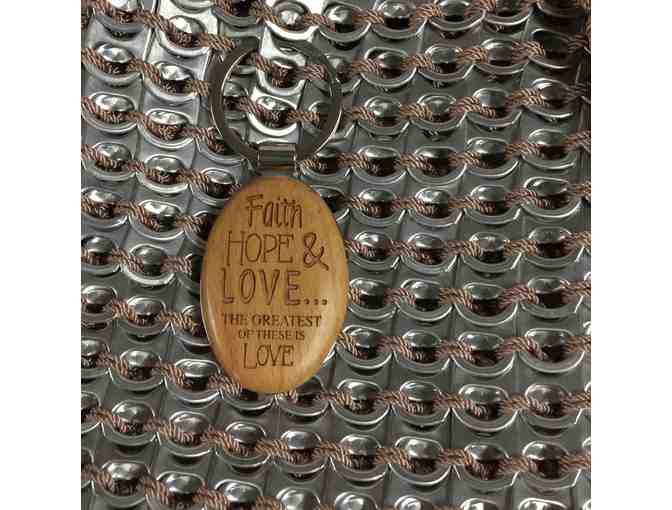 Faith
HOPE &
LOVE...
THE GREATEST
OF THESE IS
LOVE